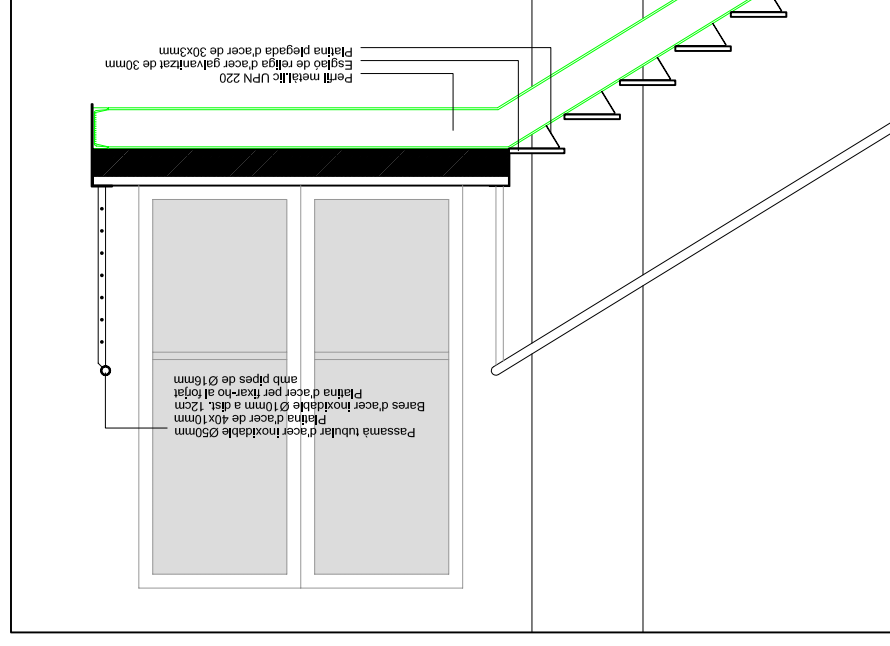 Passamà tubular d'acer inoxidable Ø50mm
Platina d'acer de 40x10mm
Bares d'acer inoxidable Ø10mm a dist. 12cm
Platina d'acer per fixar-ho al forjat
amb pipes de Ø16mm
Perfil metál.lic UPN 220
Esglaó de religa d'acer galvanitzat de 30mm
Platina plegada d'acer de 30x3mm